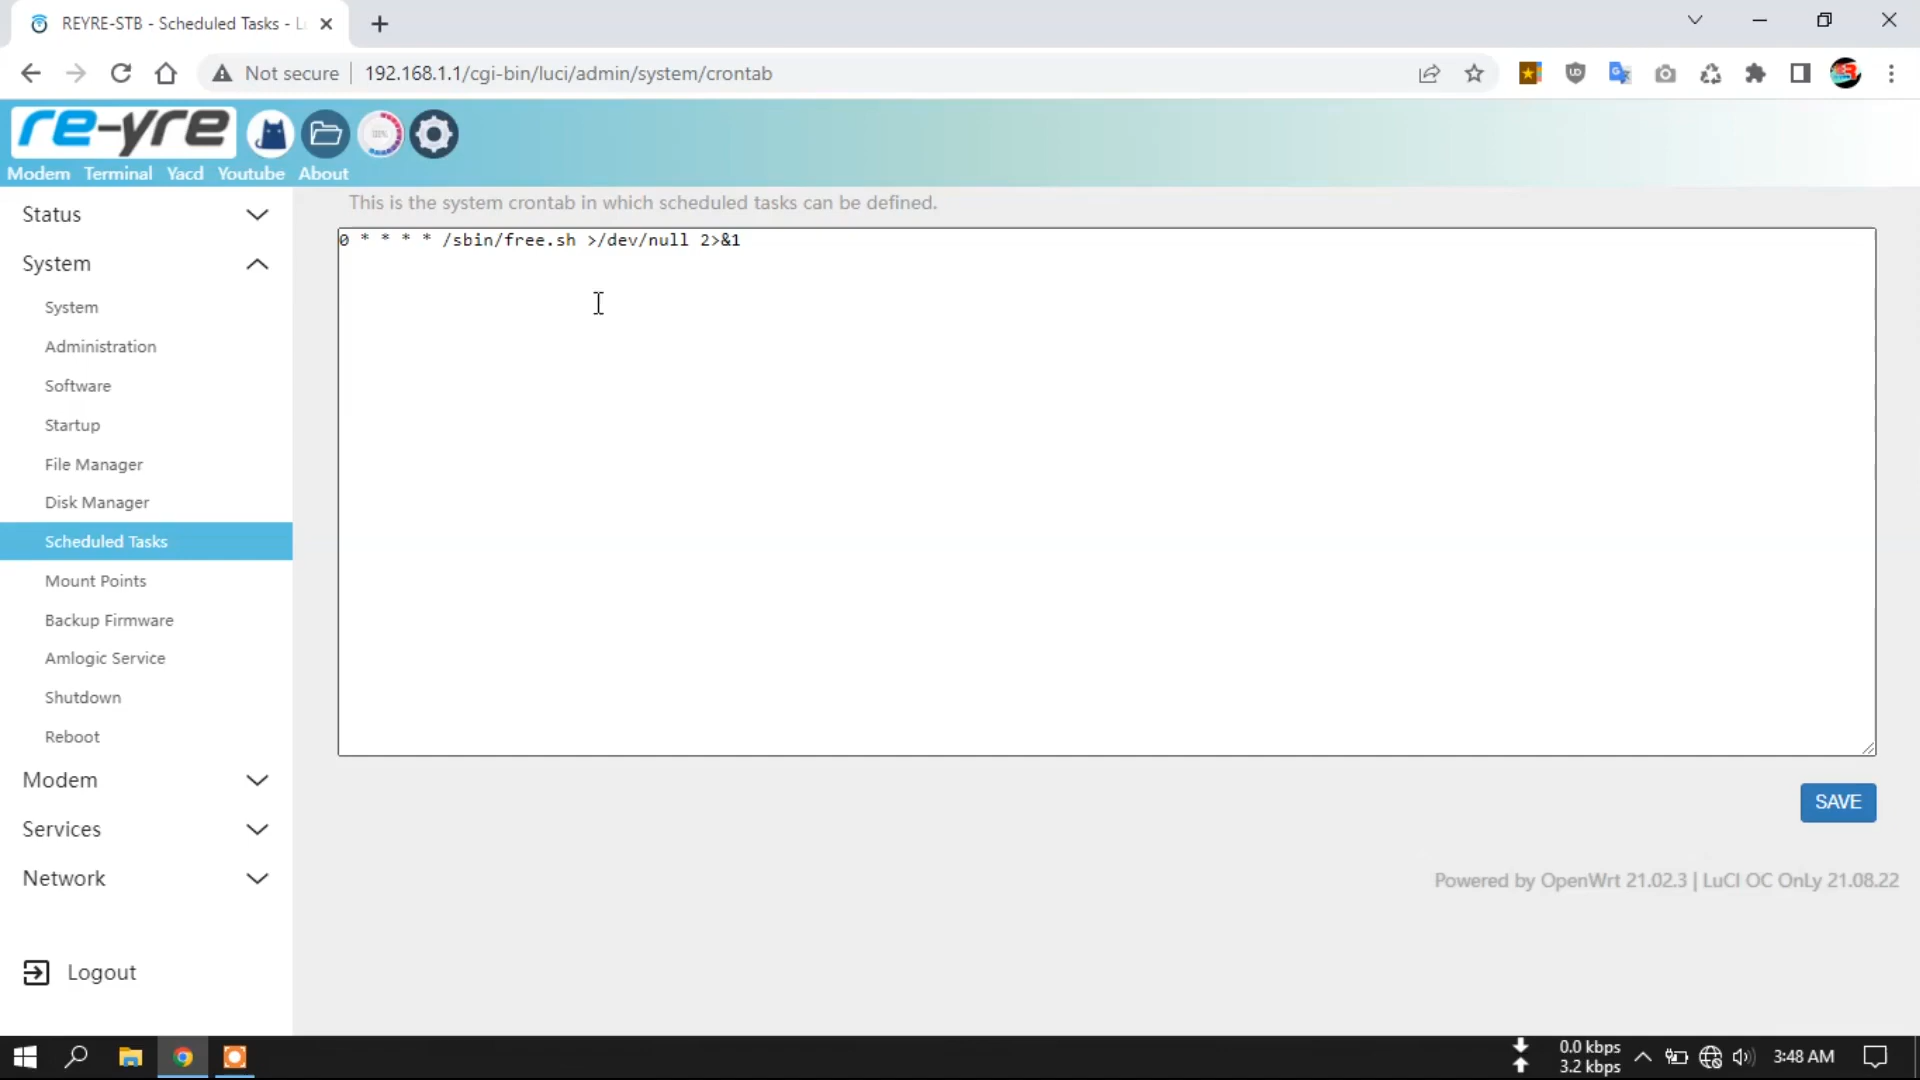 REYRE-STB - Scheduled Tasks - L
Not secure
192.168.1.1/cgi-bin/luci/admin/system/crontab
re-yre
Modem Terminal Yacd Youtube About
Status
System
System
Administration
Software
Startup
File Manager
Disk Manager
Scheduled Tasks
Mount Points
Backup Firmware
Amlogic Service
Shutdown
Reboot
Modem
Services
Network
Logout
This is the system crontab in which scheduled tasks can be defined.
0 * * * * /sbin/free.sh >/dev/null 2>&1
SAVE
Powered by OpenWrt 21.02.3 | LuCI OC OnLy 21.08.22
0.0 kbps
3.2 kbps
3:48 AM